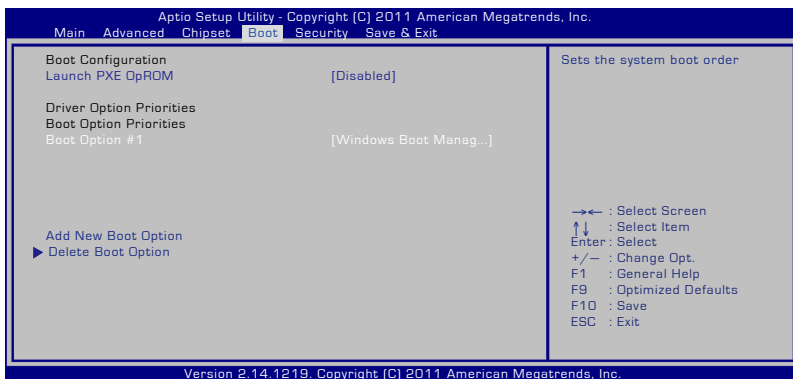 Aptio Setup Utility - Copyright (C) 2011 American Megatrends, Inc.
Main Advanced Chipset Boot Security Save & Exit
Boot Configuration
Launch PXE OpROM [Disabled]
Driver Option Priorities
Boot Option Priorities
Boot Option #1 [Windows Boot Manag...]
Add New Boot Option
Delete Boot Option
Sets the system boot order
→← : Select Screen
↑↓ : Select Item
Enter : Select
+/— : Change Opt.
F1 : General Help
F9 : Optimized Defaults
F10 : Save
ESC : Exit
Version 2.14.1219. Copyright (C) 2011 American Megatrends, Inc.